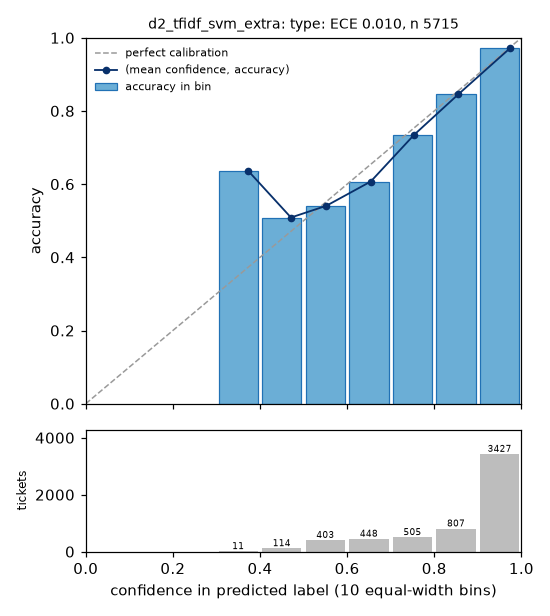 d2_tfidf_svm_extra: type: ECE 0.010, n 5715
perfect calibration
(mean confidence, accuracy)
accuracy in bin
1.0
0.8
0.6
0.4
0.2
0.0
accuracy
4000
2000
0
tickets
11
114
403
448
505
807
3427
0.0 0.2 0.4 0.6 0.8 1.0
confidence in predicted label (10 equal-width bins)